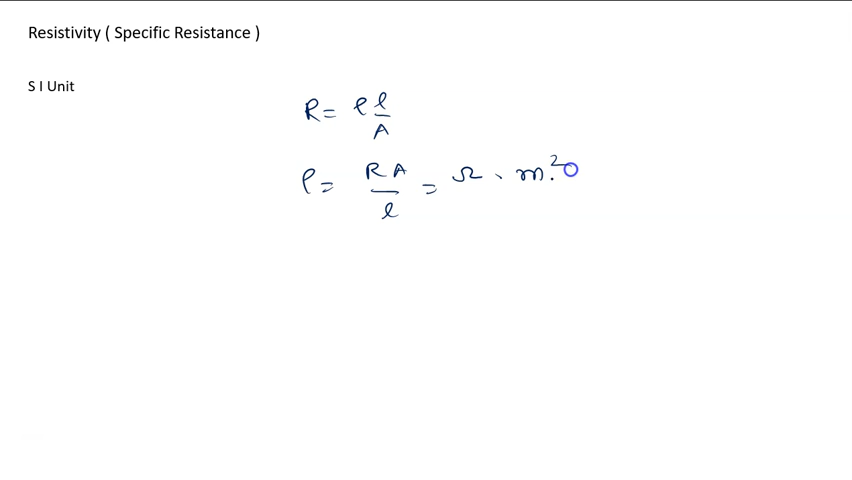 Resistivity ( Specific Resistance )
S I Unit
R = ρ l/A
ρ = RA/l = Ω . m²